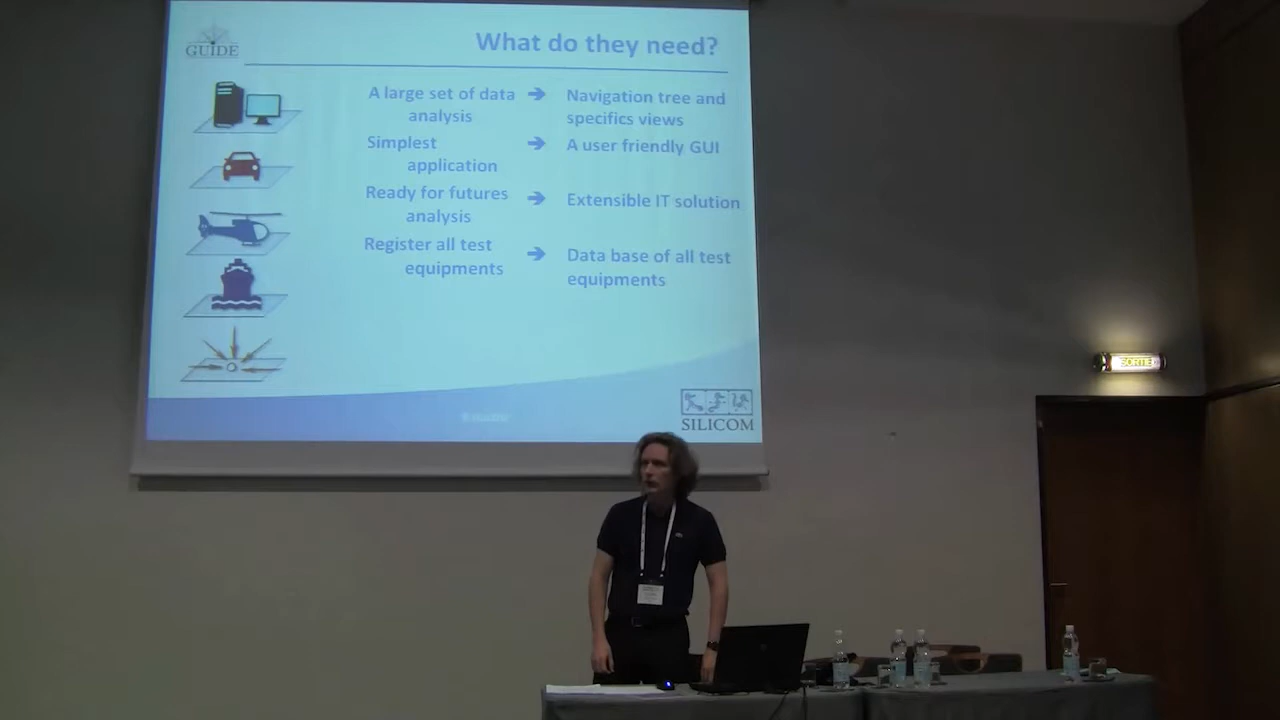 GUIDE
What do they need?
A large set of data
analysis
Navigation tree and
specifics views
Simplest
application
A user friendly GUI
Ready for futures
analysis
Extensible IT solution
Register all test
equipments
Data base of all test
equipments
SILICOM
SORTIE